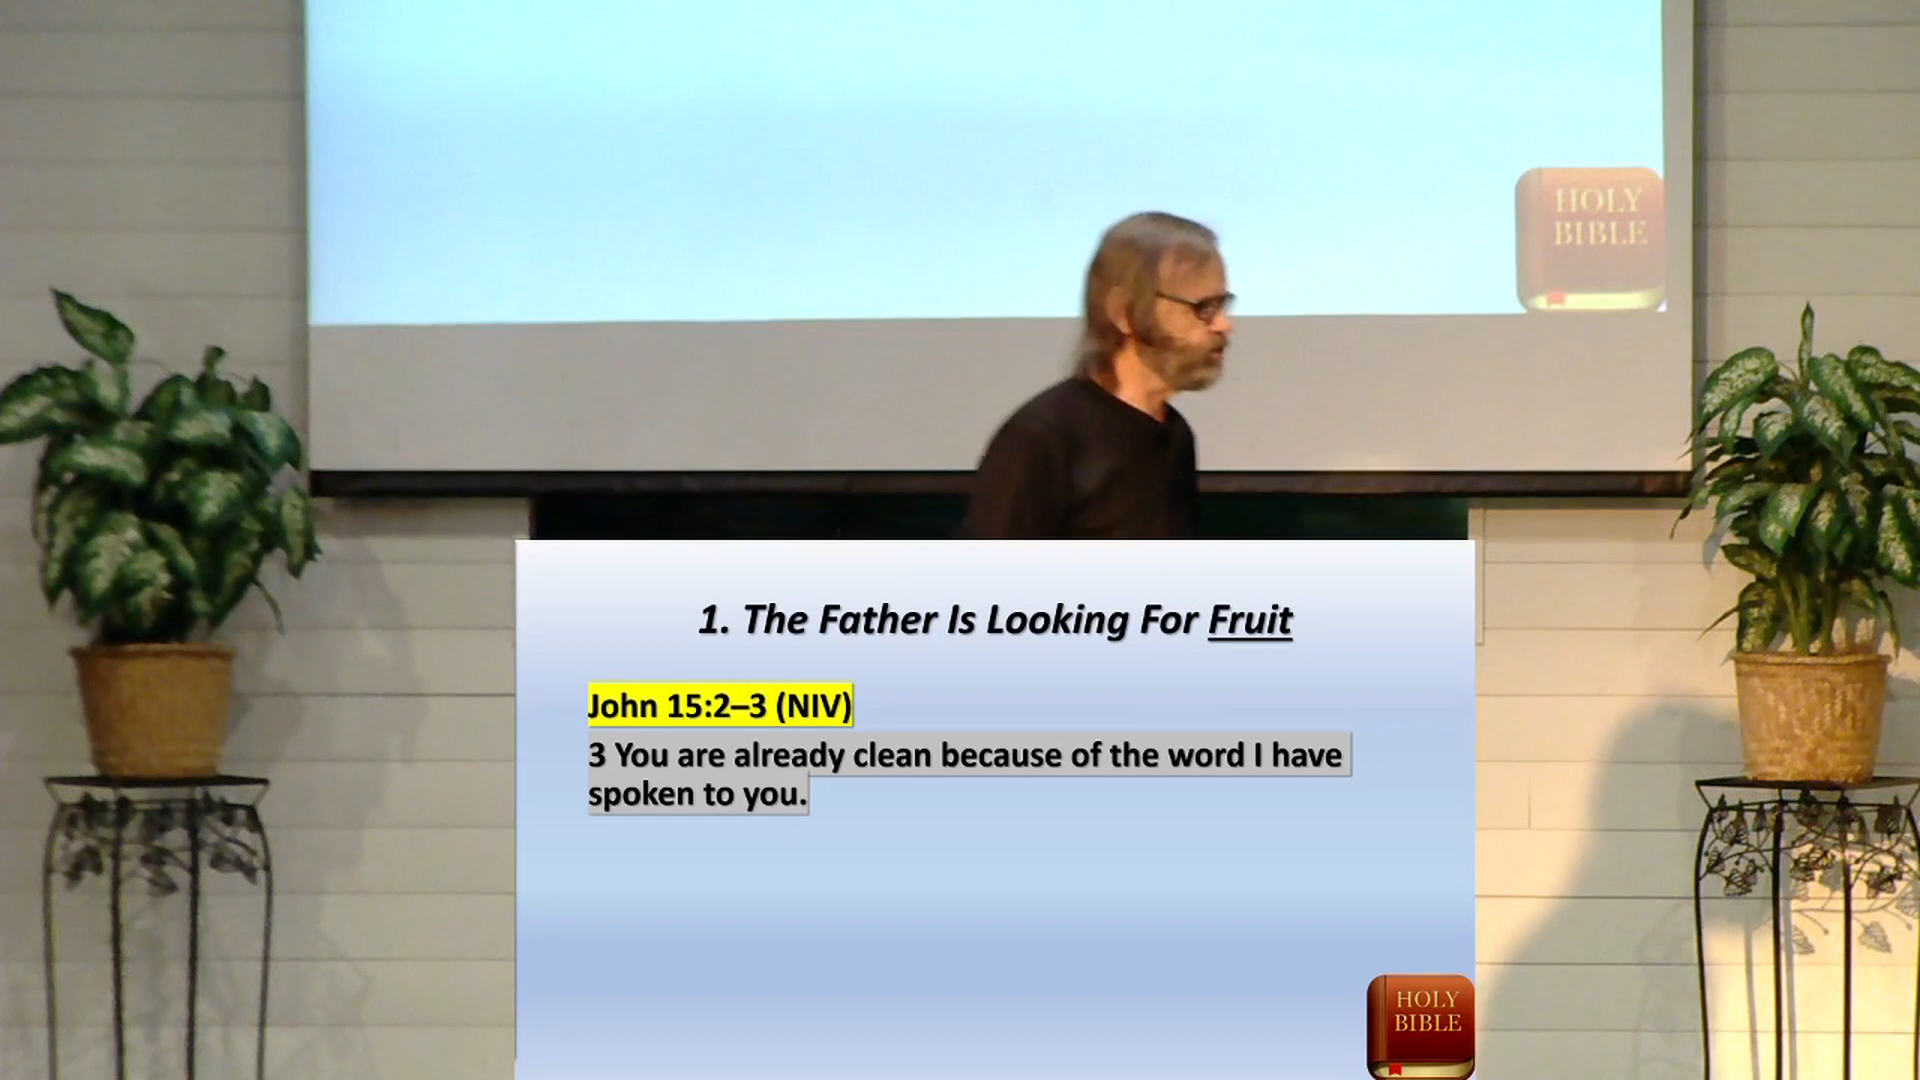 HOLY
BIBLE
1. The Father Is Looking For Fruit
John 15:2–3 (NIV)
3 You are already clean because of the word I have
spoken to you.
HOLY
BIBLE